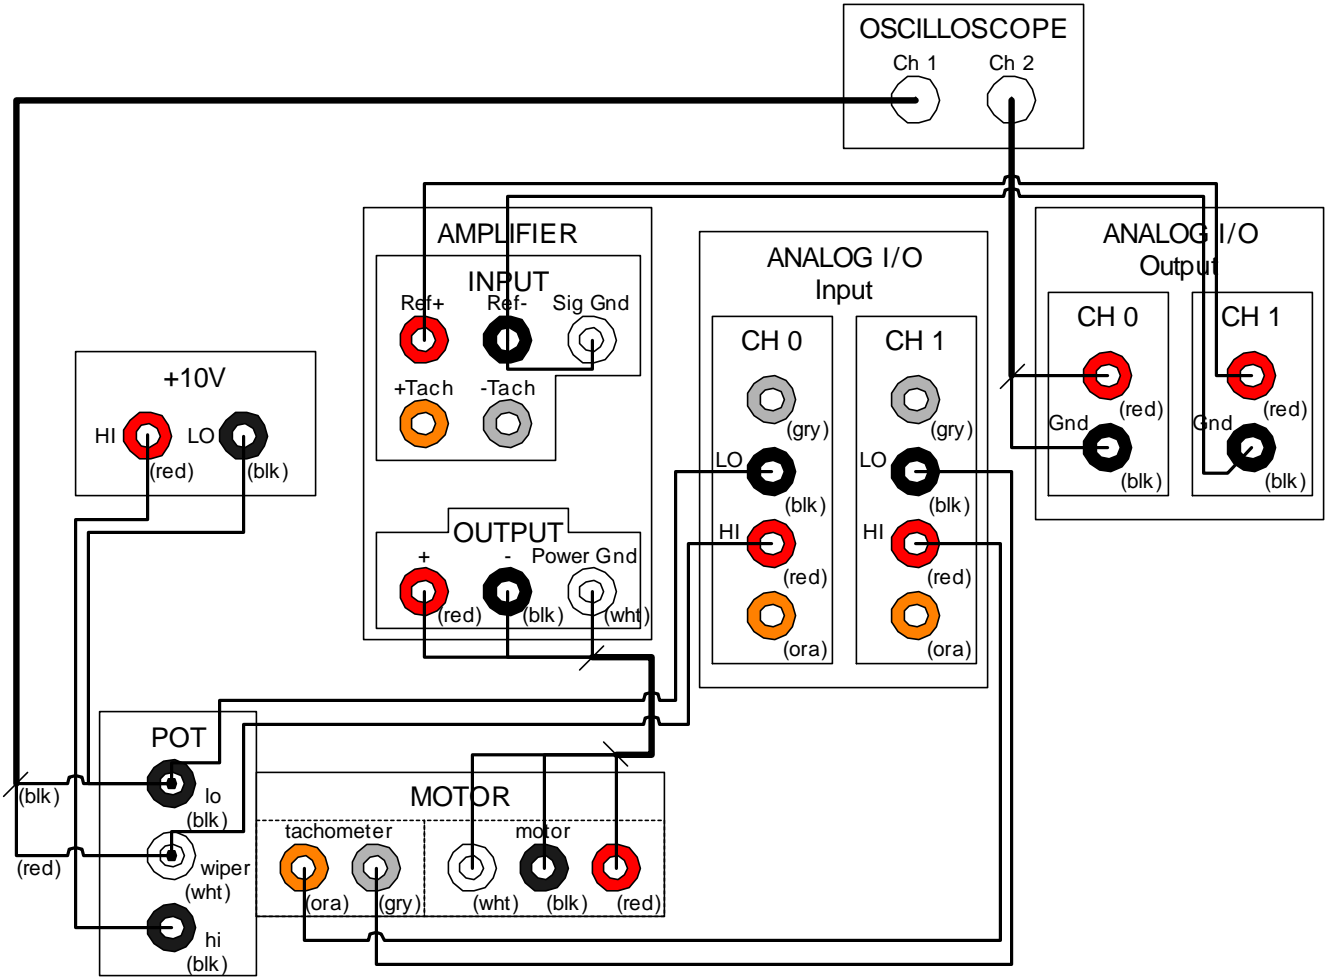 OSCILLOSCOPE
Ch 1
Ch 2
AMPLIFIER
INPUT
Ref+
Ref-
Sig Gnd
+Tach
-Tach
OUTPUT
+
-
Power Gnd
(red)
(blk)
(wht)
ANALOG I/O
Input
CH 0
(gry)
LO
(blk)
HI
(red)
(ora)
CH 1
(gry)
LO
(blk)
HI
(red)
(ora)
ANALOG I/O
Output
CH 0
(red)
Gnd
(blk)
CH 1
(red)
Gnd
(blk)
+10V
HI
(red)
LO
(blk)
POT
(blk)
lo
(blk)
(red)
wiper
(wht)
hi
(blk)
MOTOR
tachometer
motor
(ora)
(gry)
(wht)
(blk)
(red)